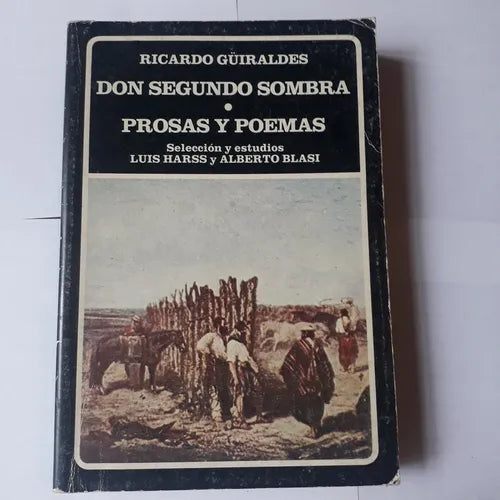 RICARDO GÜIRALDES
DON SEGUNDO SOMBRA
•
PROSAS Y POEMAS
Selección y estudios
LUIS HARSS y ALBERTO BLASI